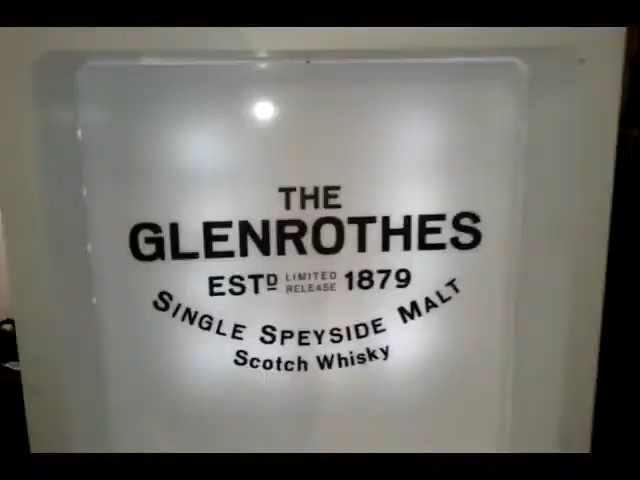 THE
GLENROTHES
ESTD LIMITED RELEASE 1879
SINGLE SPEYSIDE MALT
Scotch Whisky